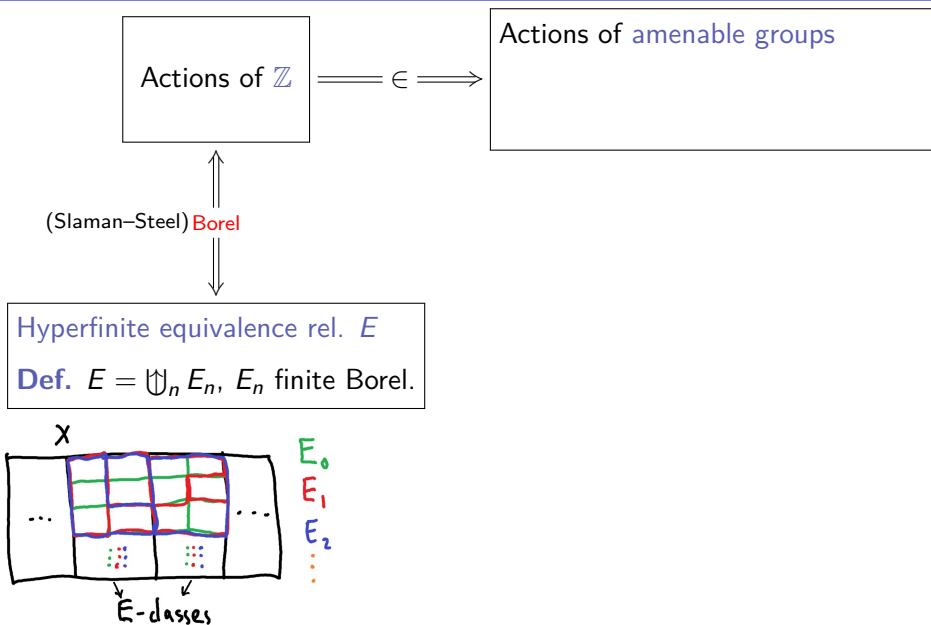 Actions of ℤ
∈
Actions of amenable groups
(Slaman–Steel) Borel
Hyperfinite equivalence rel. E
Def. E = ⋃↑ₙ Eₙ, Eₙ finite Borel.
X
E₀
E₁
E₂
⋮
... ...
E-classes